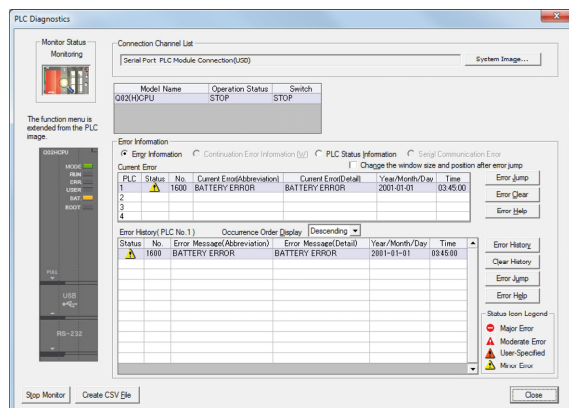 PLC Diagnostics
Monitor Status
Monitoring
Connection Channel List
Serial Port PLC Module Connection(USB)
System Image...
Model Name Operation Status Switch
Q02(H)CPU STOP STOP
The function menu is
extended from the PLC
image.
Q02HCPU
MODE
RUN
ERR.
USER
BAT.
BOOT
PULL
USB
RS-232
Error Information
Error Information Continuation Error Information (W) PLC Status Information Serial Communication Error
Current Error Change the window size and position after error jump
PLC Status No. Current Error(Abbreviation) Current Error(Detail) Year/Month/Day Time
1 1600 BATTERY ERROR BATTERY ERROR 2001-01-01 03:45:00
2
3
4
Error Jump
Error Clear
Error Help
Error History( PLC No.1 ) Occurrence Order Display Descending
Status No. Error Message(Abbreviation) Error Message(Detail) Year/Month/Day Time
1600 BATTERY ERROR BATTERY ERROR 2001-01-01 03:45:00
Error History
Clear History
Error Jump
Error Help
Status Icon Legend
Major Error
Moderate Error
User-Specified
Minor Error
Stop Monitor Create CSV File Close